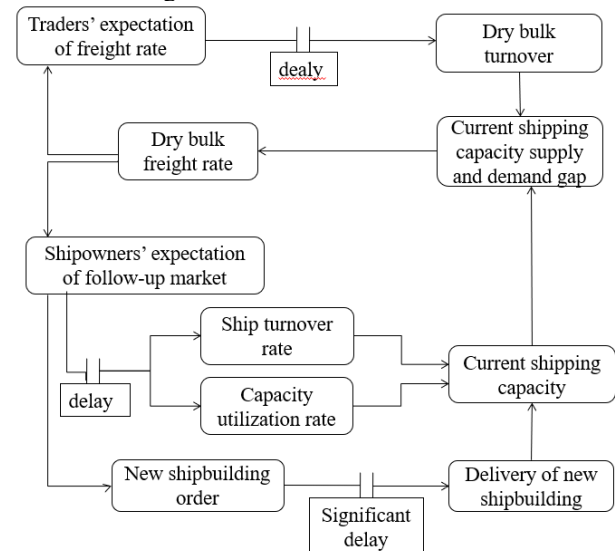 Traders' expectation
of freight rate
dealy
Dry bulk
turnover
Dry bulk
freight rate
Current shipping
capacity supply
and demand gap
Shipowners' expectation
of follow-up market
Ship turnover
rate
delay
Capacity
utilization rate
Current shipping
capacity
New shipbuilding
order
Significant
delay
Delivery of new
shipbuilding